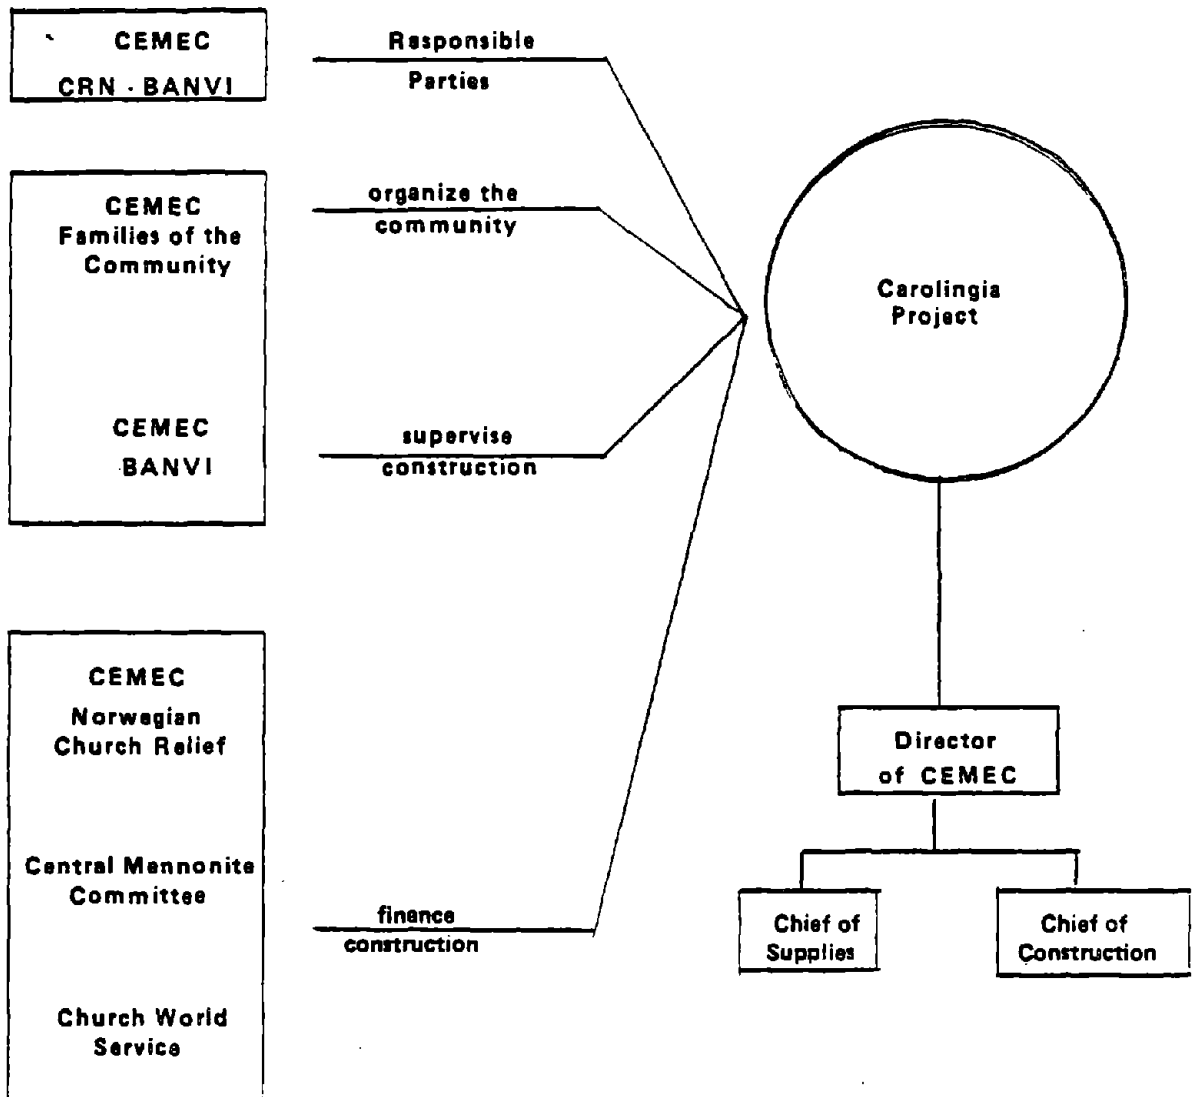 CEMEC
CRN - BANVI
Responsible
Parties
CEMEC
Families of the
Community
organize the
community
CEMEC
BANVI
supervise
construction
Carolingia
Project
CEMEC
Norwegian
Church Relief
Central Mennonite
Committee
Church World
Service
finance
construction
Director
of CEMEC
Chief of
Supplies
Chief of
Construction